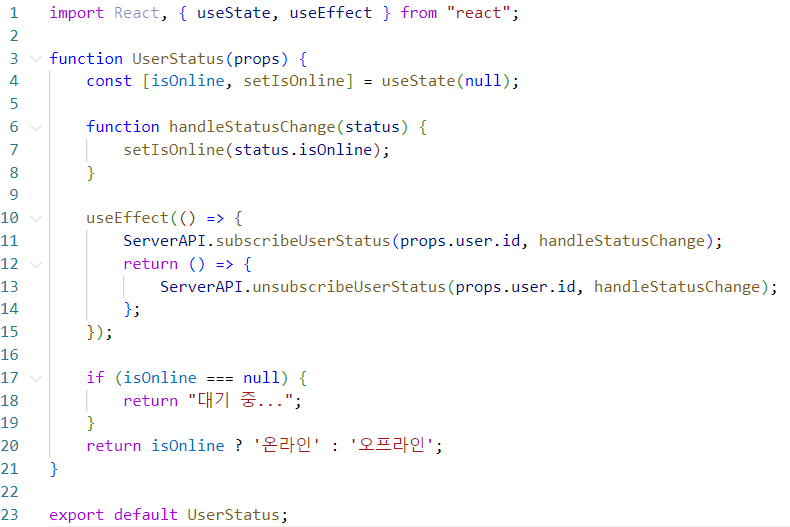 1 import React, { useState, useEffect } from "react";
2
3 function UserStatus(props) {
4     const [isOnline, setIsOnline] = useState(null);
5
6     function handleStatusChange(status) {
7         setIsOnline(status.isOnline);
8     }
9
10     useEffect(() => {
11         ServerAPI.subscribeUserStatus(props.user.id, handleStatusChange);
12         return () => {
13             ServerAPI.unsubscribeUserStatus(props.user.id, handleStatusChange);
14         };
15     });
16
17     if (isOnline === null) {
18         return "대기 중...";
19     }
20     return isOnline ? '온라인' : '오프라인';
21 }
22
23 export default UserStatus;